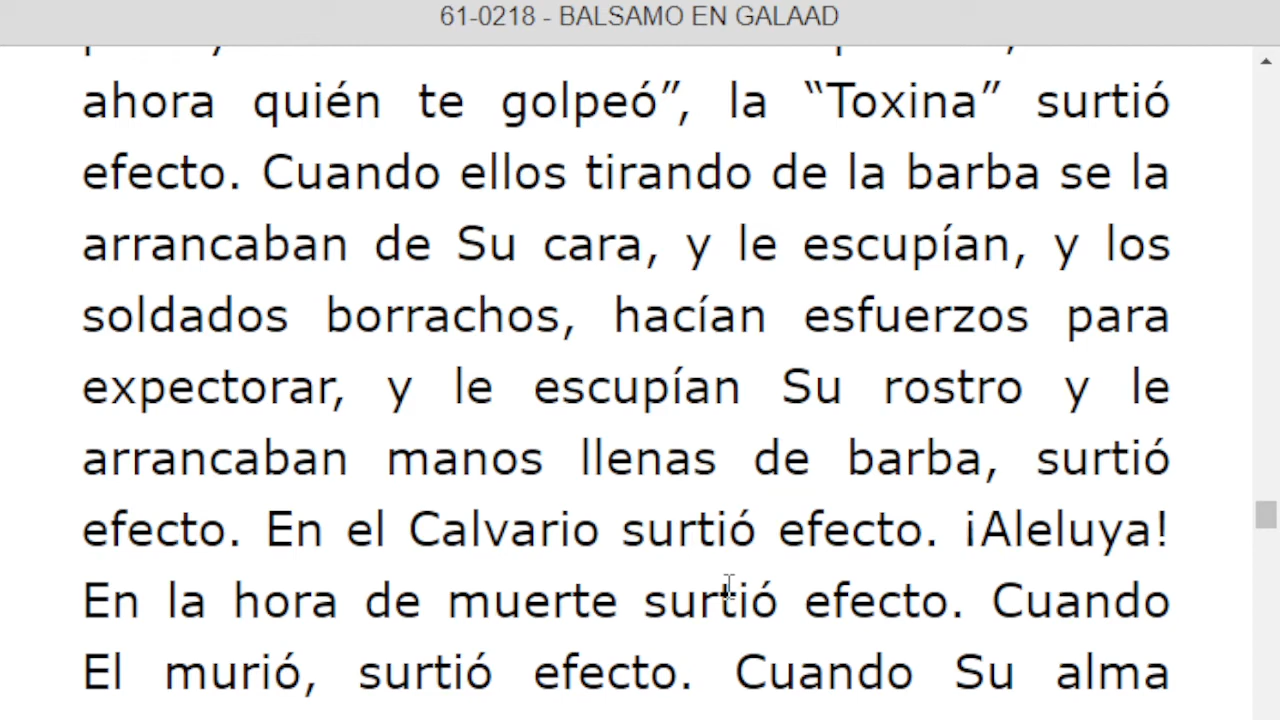 61-0218 - BALSAMO EN GALAAD
ahora quién te golpeó”, la “Toxina” surtió
efecto. Cuando ellos tirando de la barba se la
arrancaban de Su cara, y le escupían, y los
soldados borrachos, hacían esfuerzos para
expectorar, y le escupían Su rostro y le
arrancaban manos llenas de barba, surtió
efecto. En el Calvario surtió efecto. ¡Aleluya!
En la hora de muerte surtió efecto. Cuando
El murió, surtió efecto. Cuando Su alma